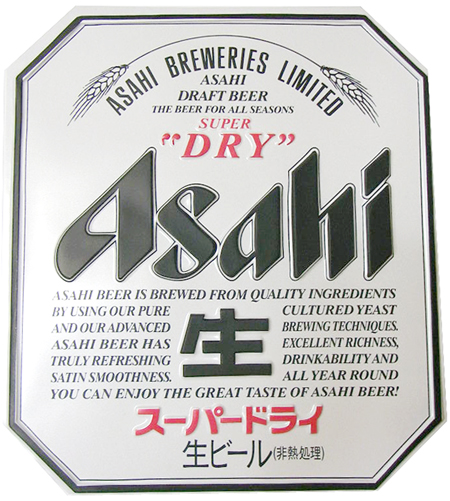 ASAHI BREWERIES LIMITED
ASAHI
DRAFT BEER
THE BEER FOR ALL SEASONS
SUPER
"DRY"
Asahi
ASAHI BEER IS BREWED FROM QUALITY INGREDIENTS
BY USING OUR PURE CULTURED YEAST
AND OUR ADVANCED BREWING TECHNIQUES.
ASAHI BEER HAS EXCELLENT RICHNESS,
TRULY REFRESHING DRINKABILITY AND
SATIN SMOOTHNESS. ALL YEAR ROUND
生
YOU CAN ENJOY THE GREAT TASTE OF ASAHI BEER!
スーパードライ
生ビール(非熱処理)